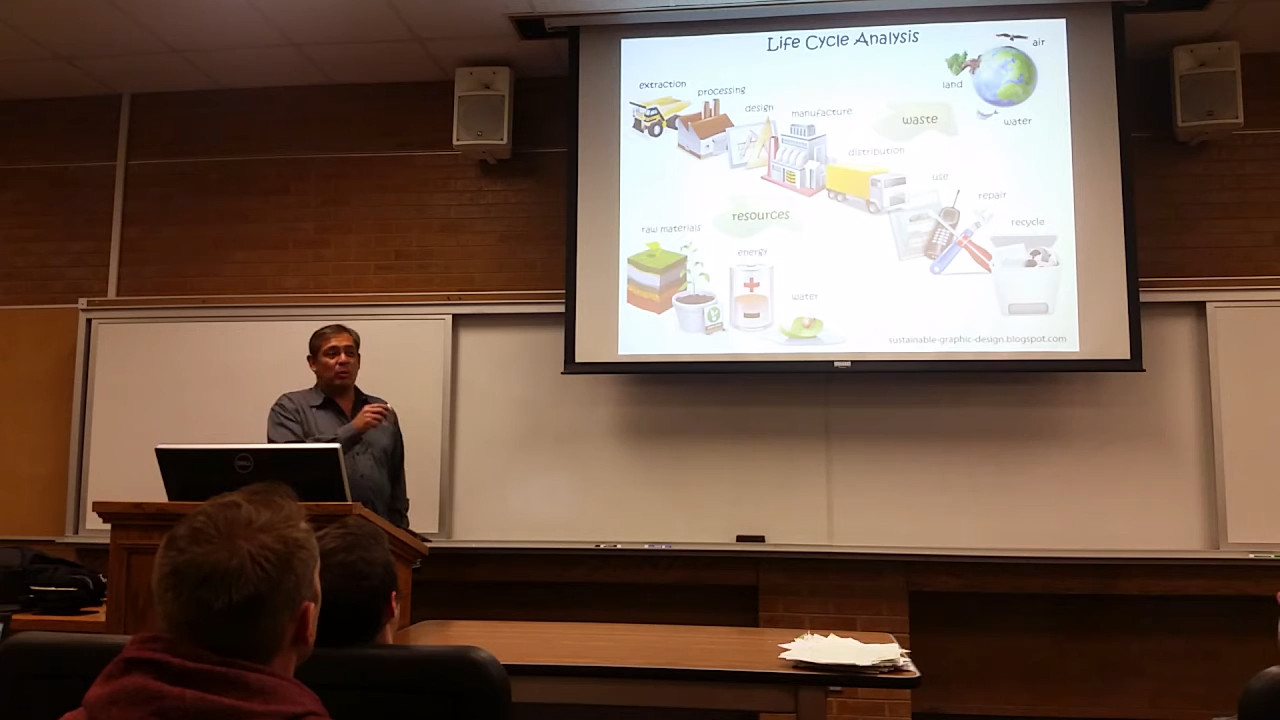 Life Cycle Analysis
air
land
water
extraction
processing
design
manufacture
waste
distribution
use
repair
recycle
resources
raw materials
energy
water
sustainable-graphic-design.blogspot.com
DELL